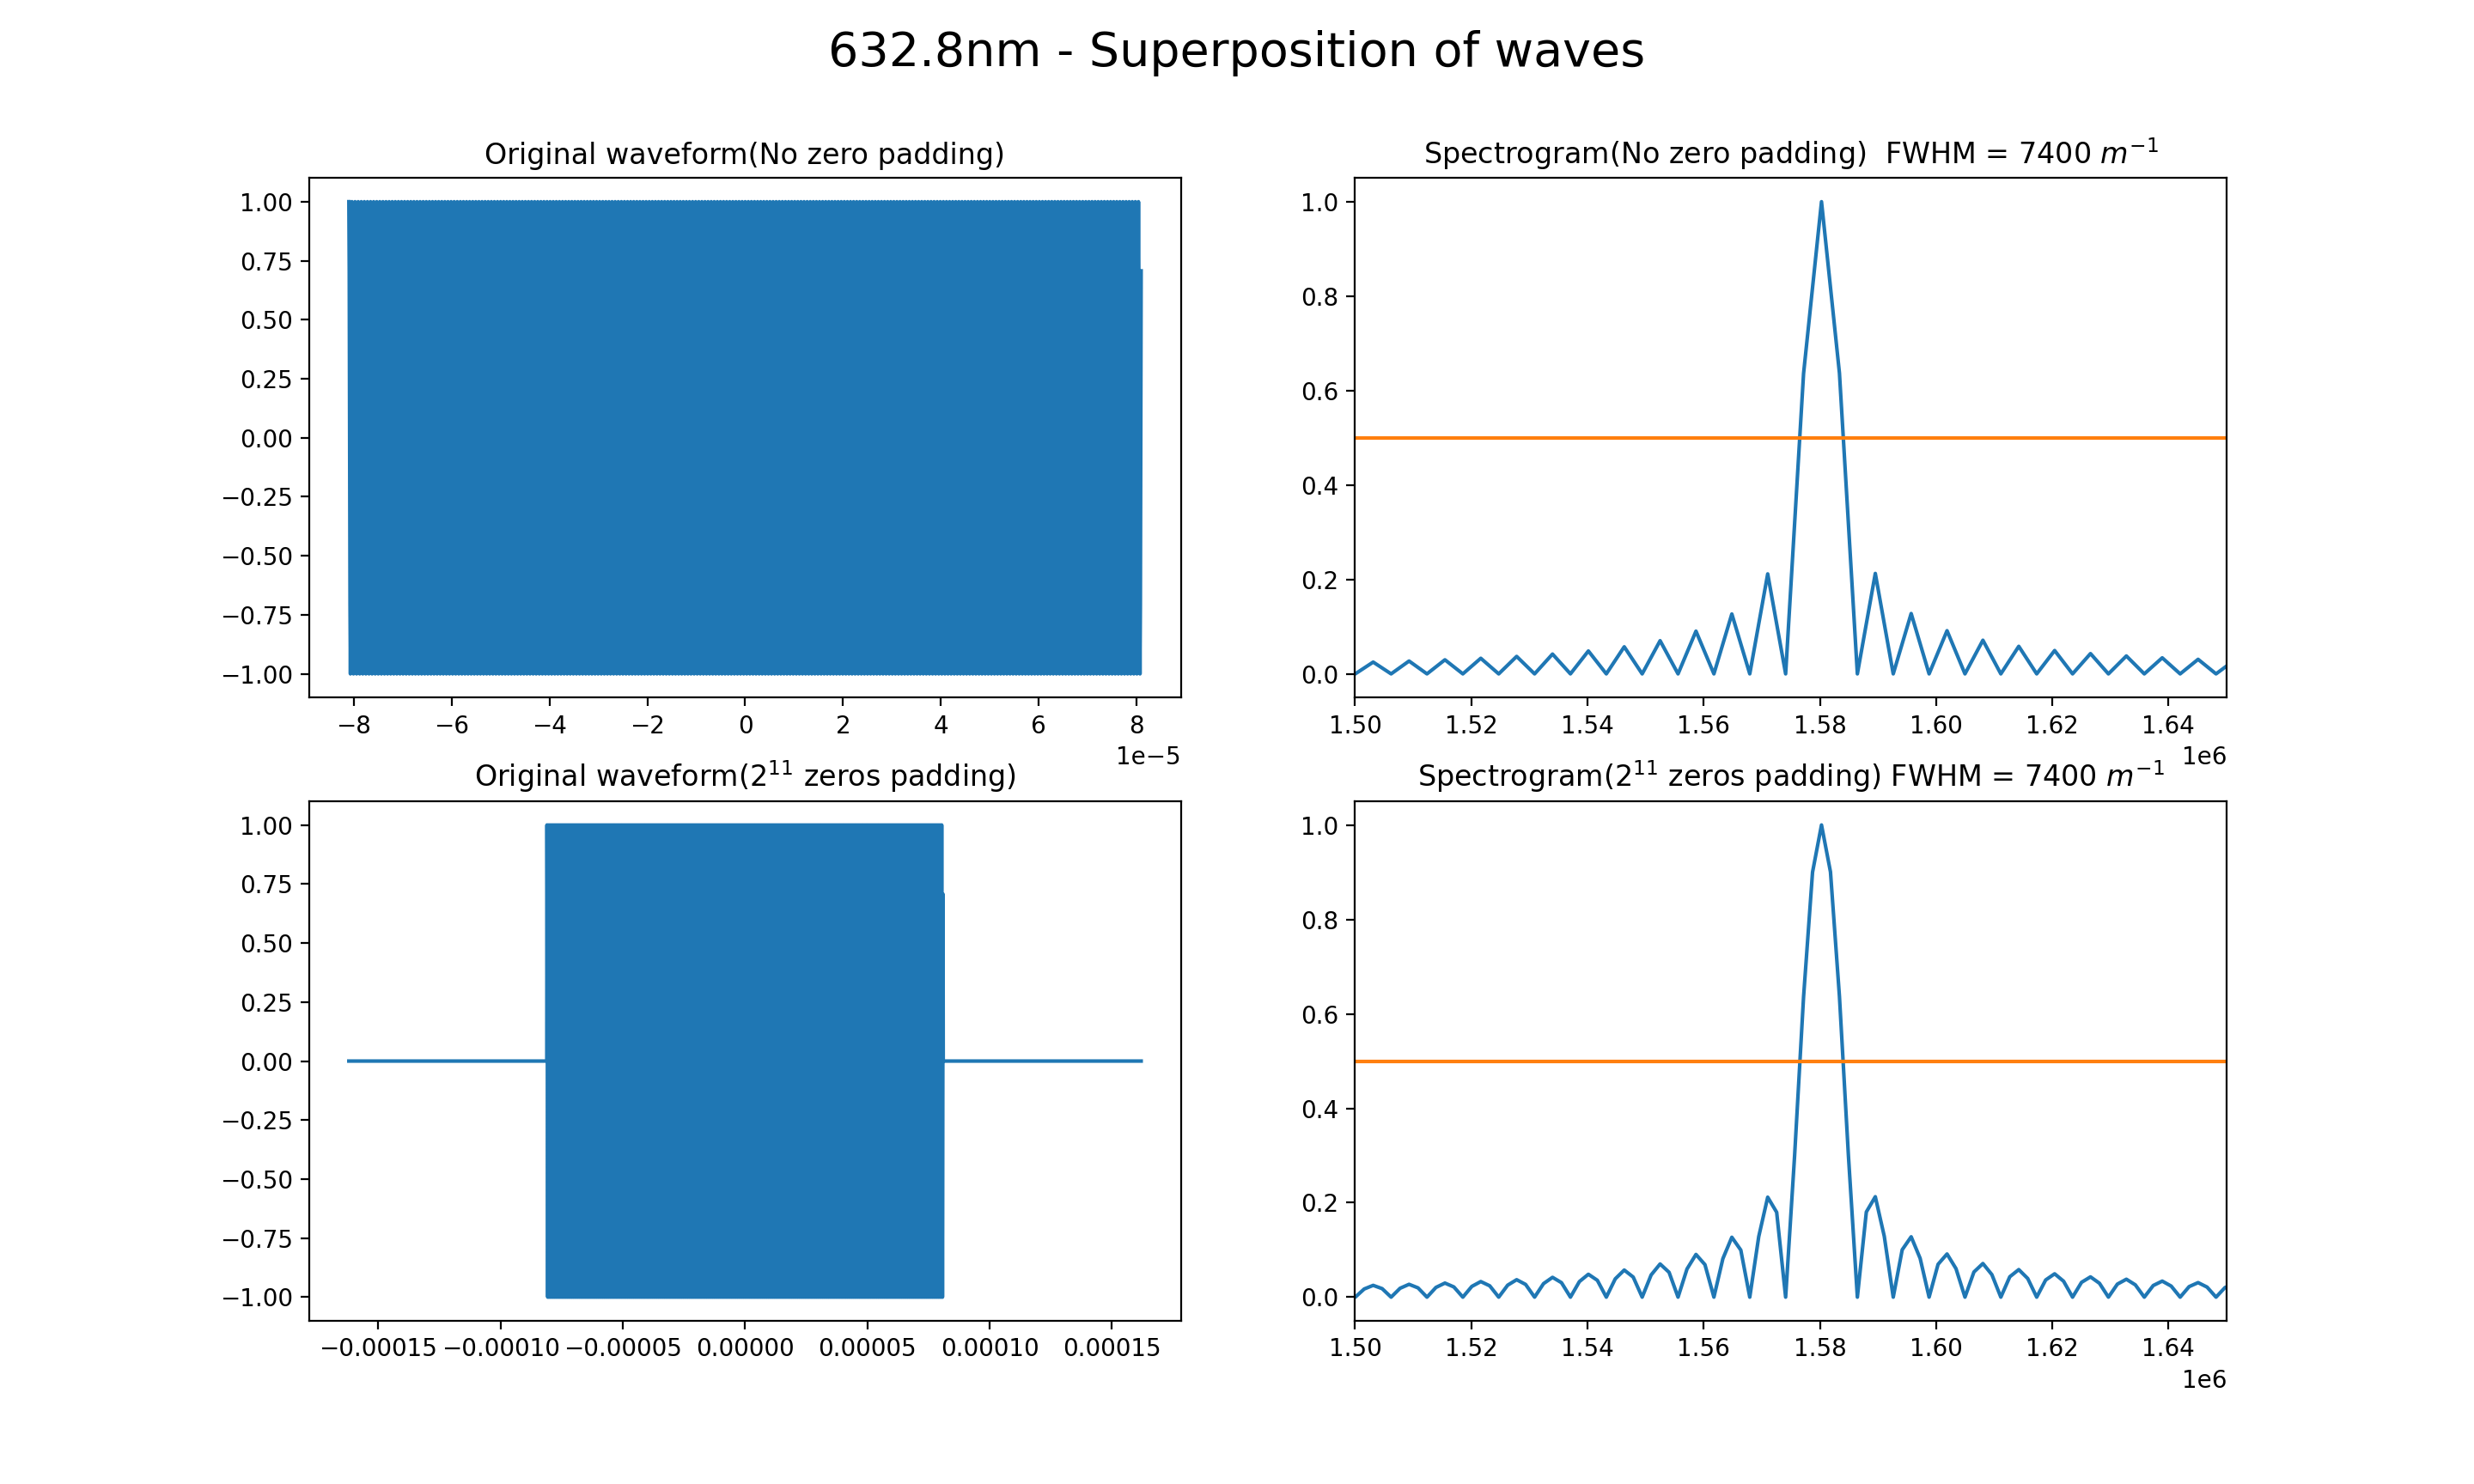 632.8nm - Superposition of waves
Original waveform(No zero padding)
1.00
0.75
0.50
0.25
0.00
−0.25
−0.50
−0.75
−1.00
−8 −6 −4 −2 0 2 4 6 8
1e−5
Spectrogram(No zero padding)  FWHM = 7400 m⁻¹
1.0
0.8
0.6
0.4
0.2
0.0
1.50 1.52 1.54 1.56 1.58 1.60 1.62 1.64
1e6
Original waveform(2¹¹ zeros padding)
1.00
0.75
0.50
0.25
0.00
−0.25
−0.50
−0.75
−1.00
−0.00015 −0.00010 −0.00005 0.00000 0.00005 0.00010 0.00015
Spectrogram(2¹¹ zeros padding) FWHM = 7400 m⁻¹
1.0
0.8
0.6
0.4
0.2
0.0
1.50 1.52 1.54 1.56 1.58 1.60 1.62 1.64
1e6